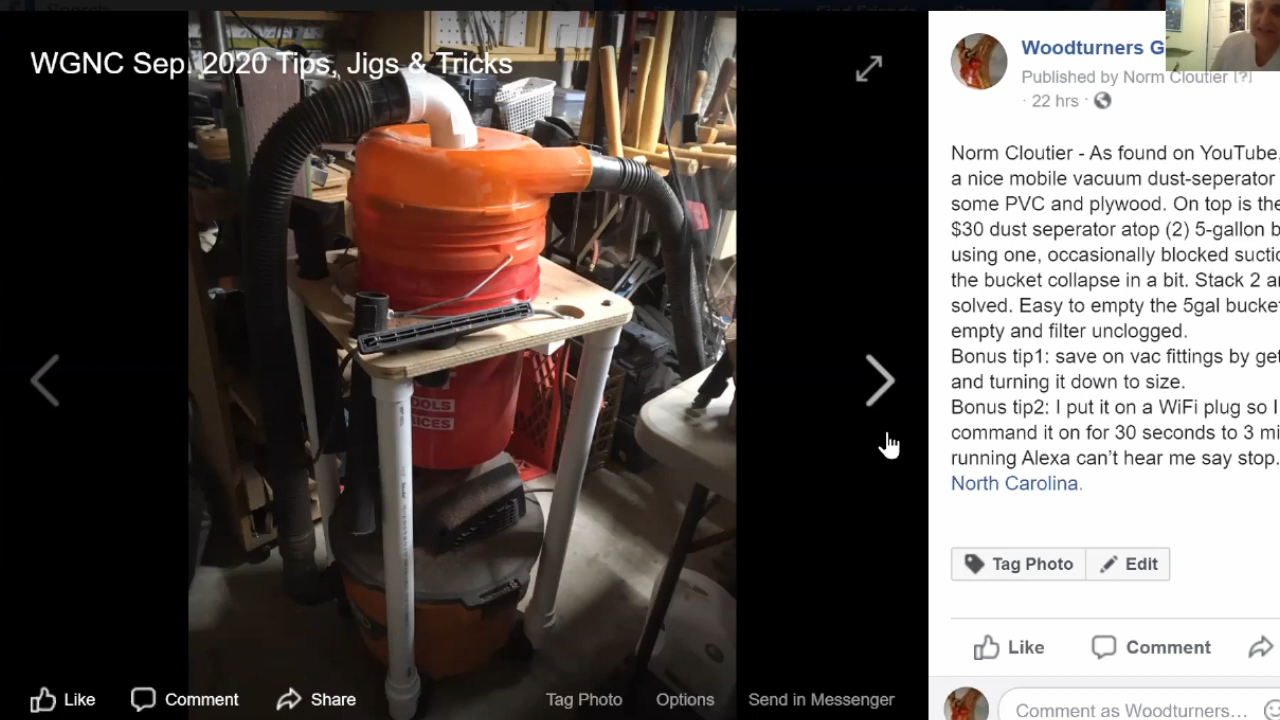 WGNC Sep. 2020 Tips, Jigs & Tricks
OOLS
RICES
Like
Comment
Share
Tag Photo
Options
Send in Messenger
Woodturners G
Published by Norm Cloutier [?]
· 22 hrs ·
Norm Cloutier - As found on YouTube.
a nice mobile vacuum dust-seperator
some PVC and plywood. On top is the
$30 dust seperator atop (2) 5-gallon b
using one, occasionally blocked suctio
the bucket collapse in a bit. Stack 2 a
solved. Easy to empty the 5gal bucke
empty and filter unclogged.
Bonus tip1: save on vac fittings by get
and turning it down to size.
Bonus tip2: I put it on a WiFi plug so I
command it on for 30 seconds to 3 mi
running Alexa can't hear me say stop.
North Carolina.
Tag Photo
Edit
Like
Comment
Comment as Woodturners...